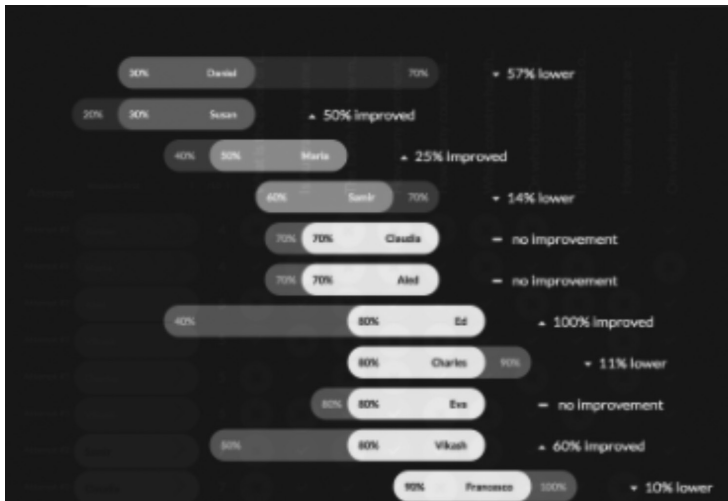 30% Daniel 70% 57% lower
20% 30% Susan 50% improved
40% 50% Maria 25% improved
60% Samir 70% 14% lower
70% 70% Claudia no improvement
70% 70% Aled no improvement
40% 80% Ed 100% improved
80% Charles 90% 11% lower
80% 80% Eva no improvement
50% 80% Vikash 60% improved
90% Francesco 100% 10% lower